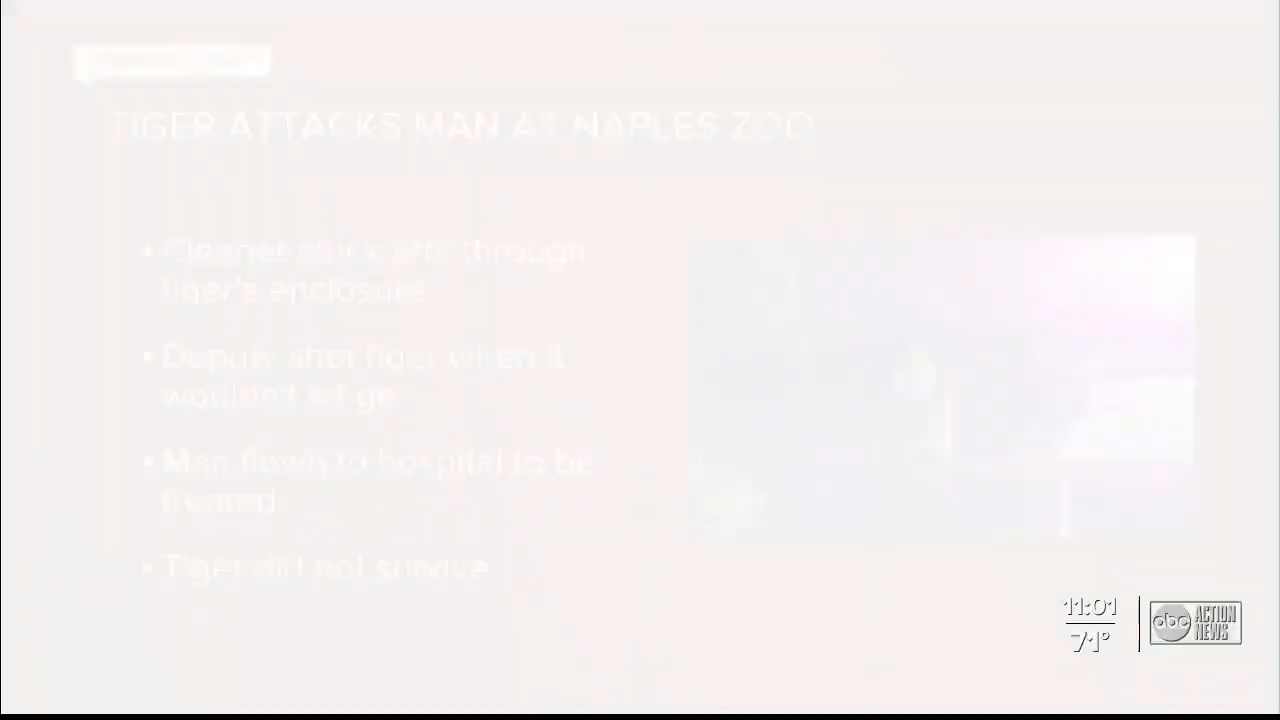 TIGER ATTACKS MAN AT NAPLES ZOO
• Cleaner stuck arm through
tiger's enclosure
• Deputy shot tiger when it
wouldn't let go
• Man flown to hospital to be
treated
• Tiger did not survive
11:01
71°
abc
ACTION
NEWS